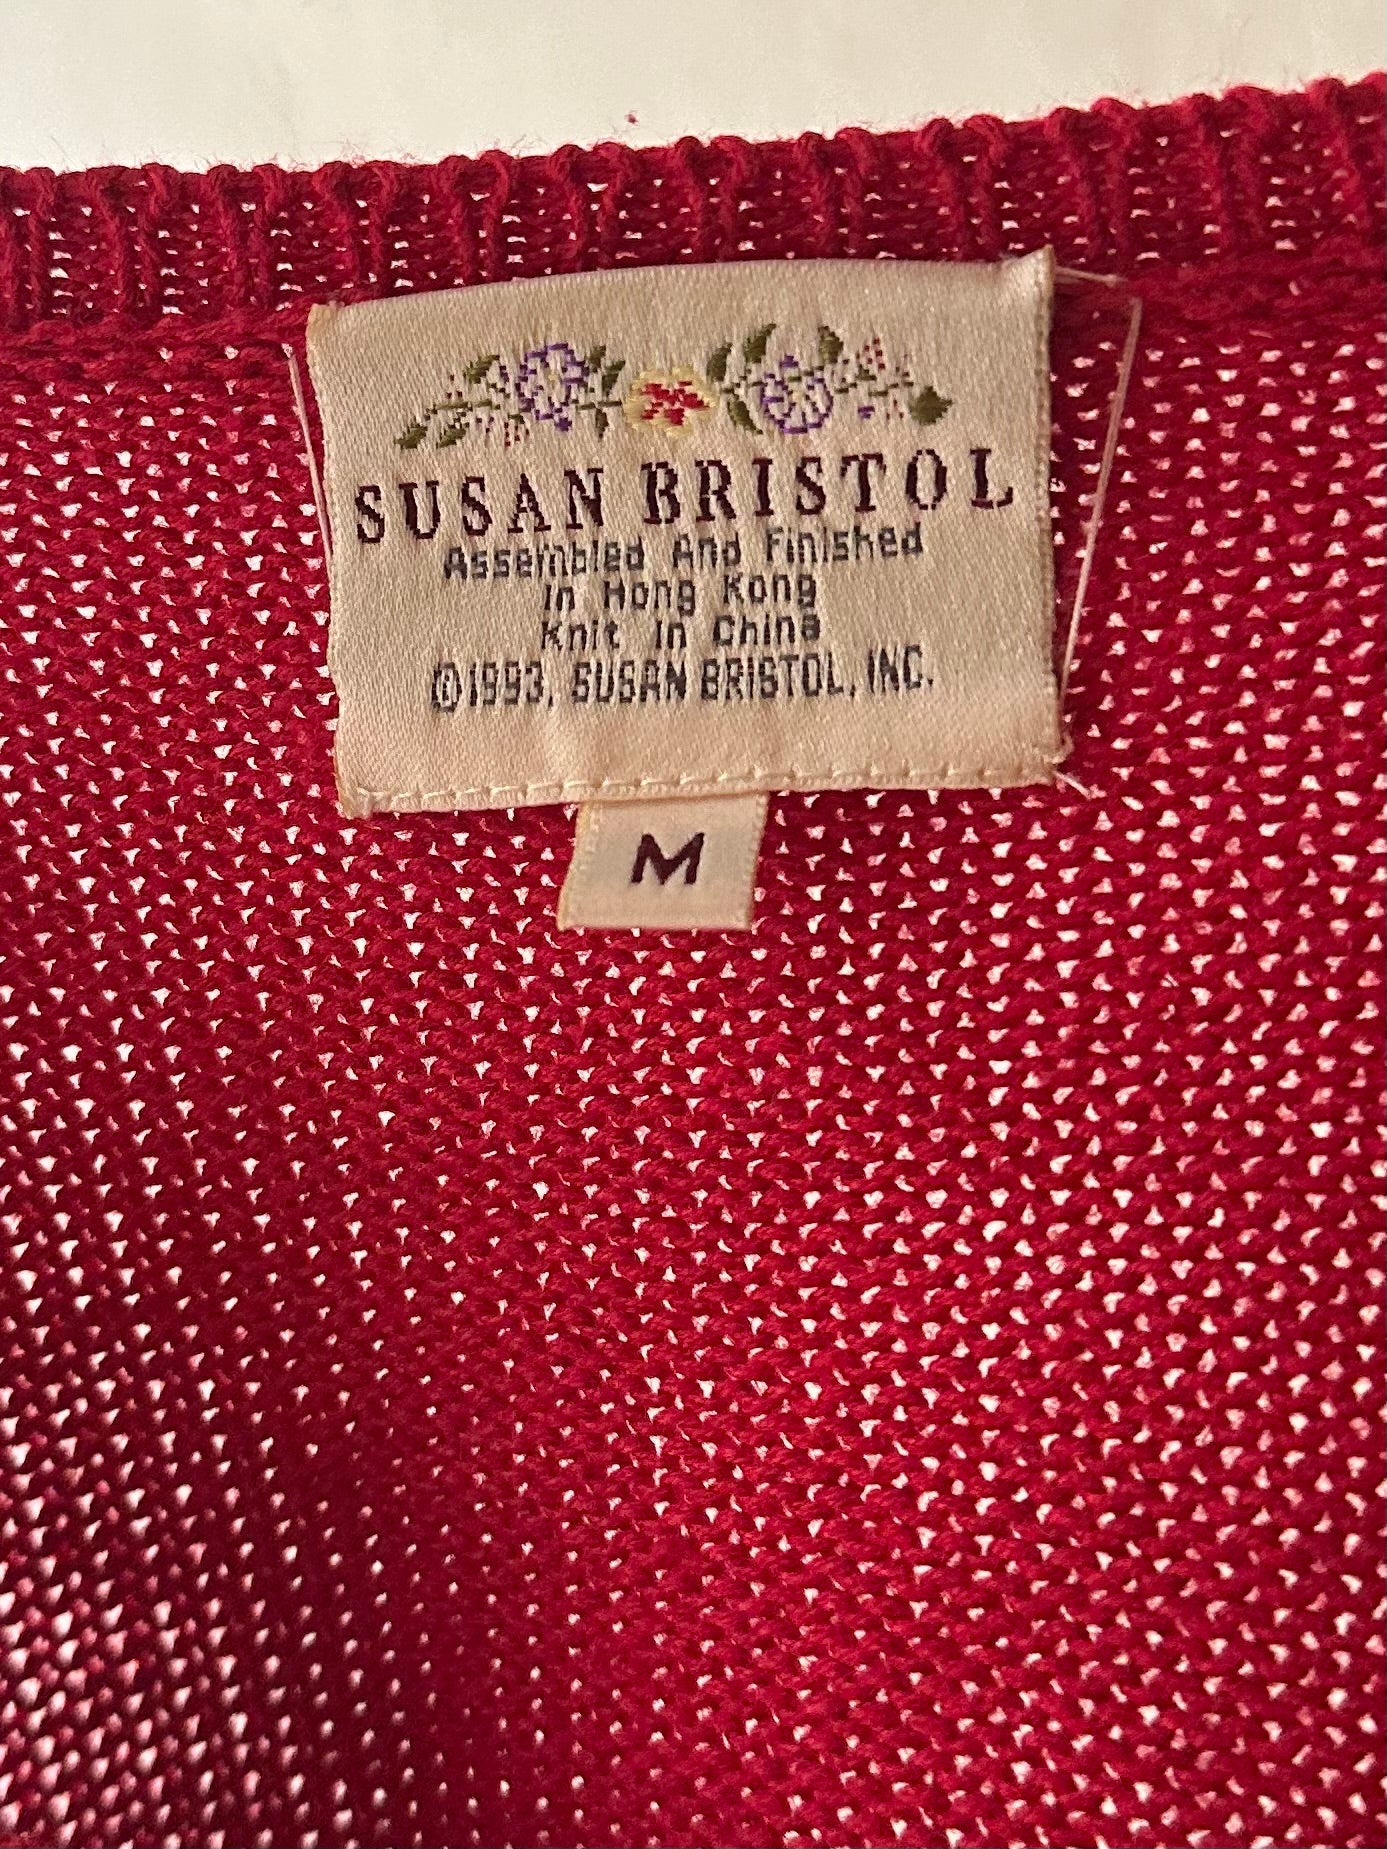 SUSAN BRISTOL
Assembled And Finished
In Hong Kong
Knit In China
©1993, SUSAN BRISTOL, INC.
M